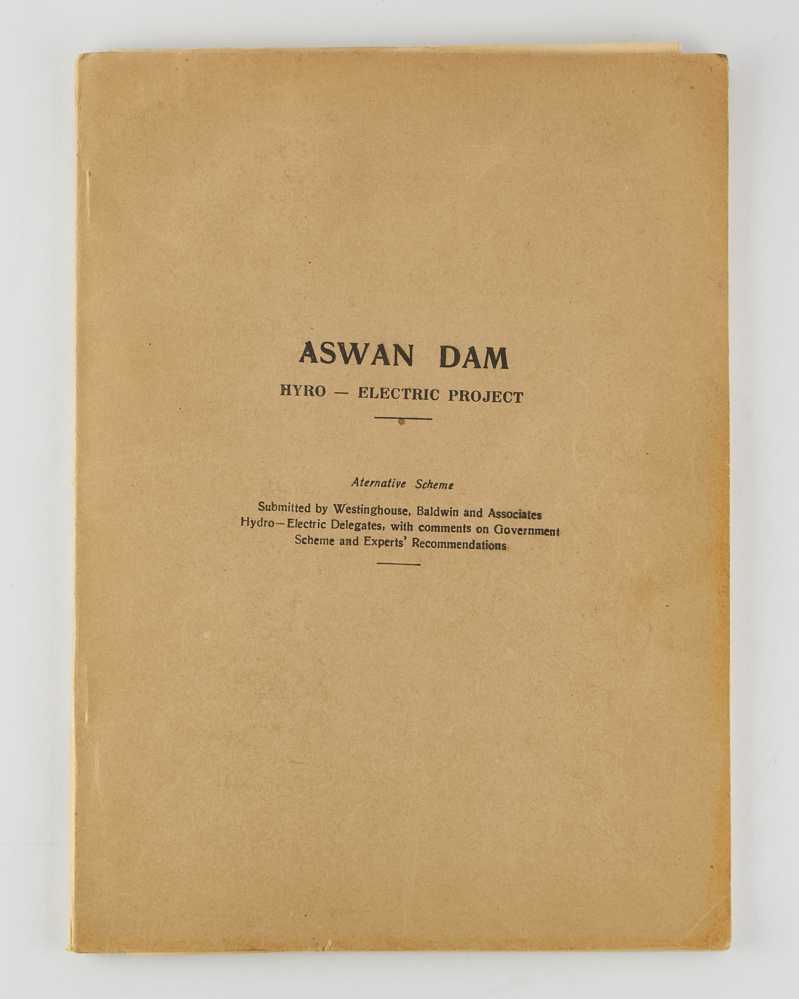 ASWAN DAM
HYRO — ELECTRIC PROJECT
Aternative Scheme
Submitted by Westinghouse, Baldwin and Associates
Hydro—Electric Delegates, with comments on Government
Scheme and Experts' Recommendations